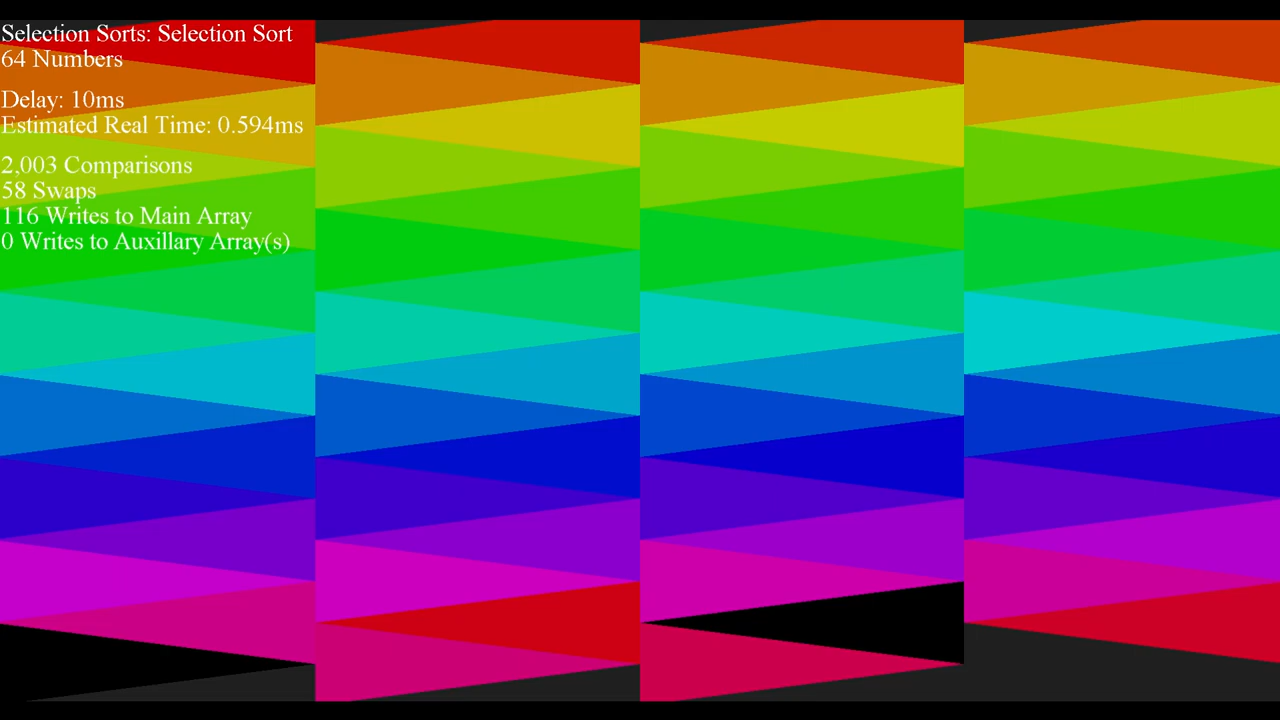 Selection Sorts: Selection Sort
64 Numbers
Delay: 10ms
Estimated Real Time: 0.594ms
2,003 Comparisons
58 Swaps
116 Writes to Main Array
0 Writes to Auxillary Array(s)